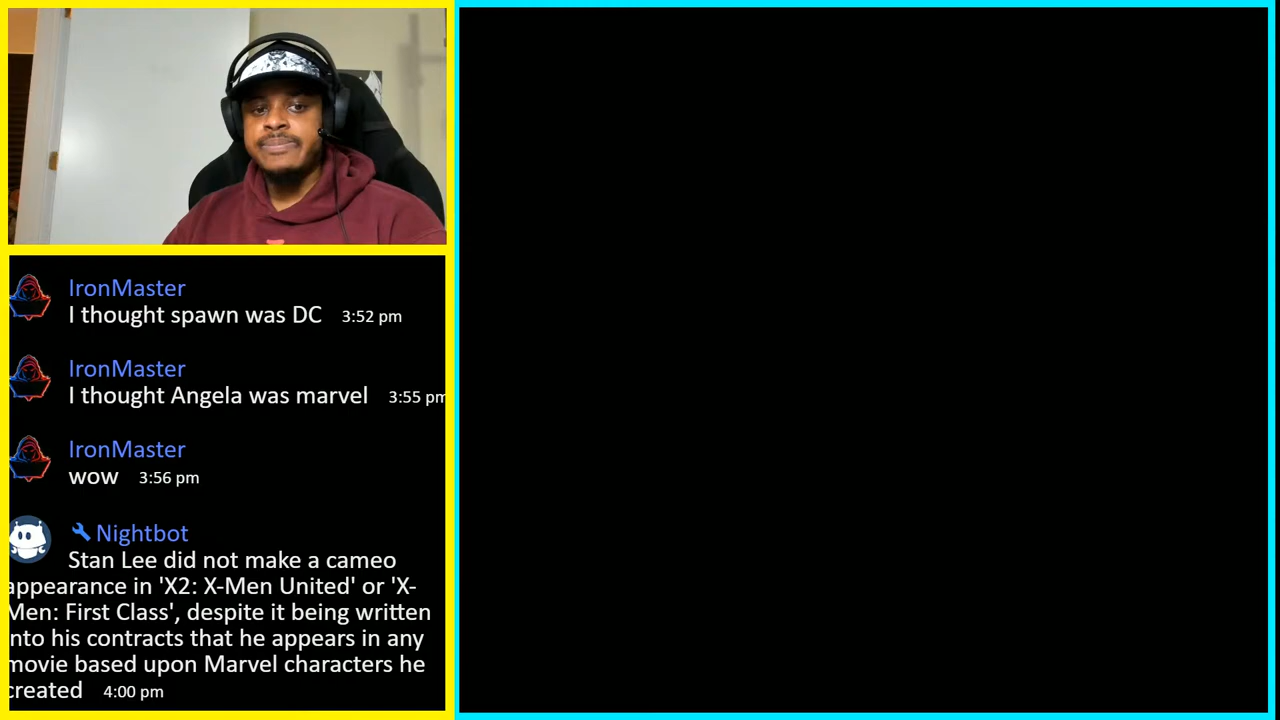 IronMaster
I thought spawn was DC 3:52 pm
IronMaster
I thought Angela was marvel 3:55 pm
IronMaster
wow 3:56 pm
Nightbot
Stan Lee did not make a cameo
appearance in 'X2: X-Men United' or 'X-
Men: First Class', despite it being written
into his contracts that he appears in any
movie based upon Marvel characters he
created 4:00 pm